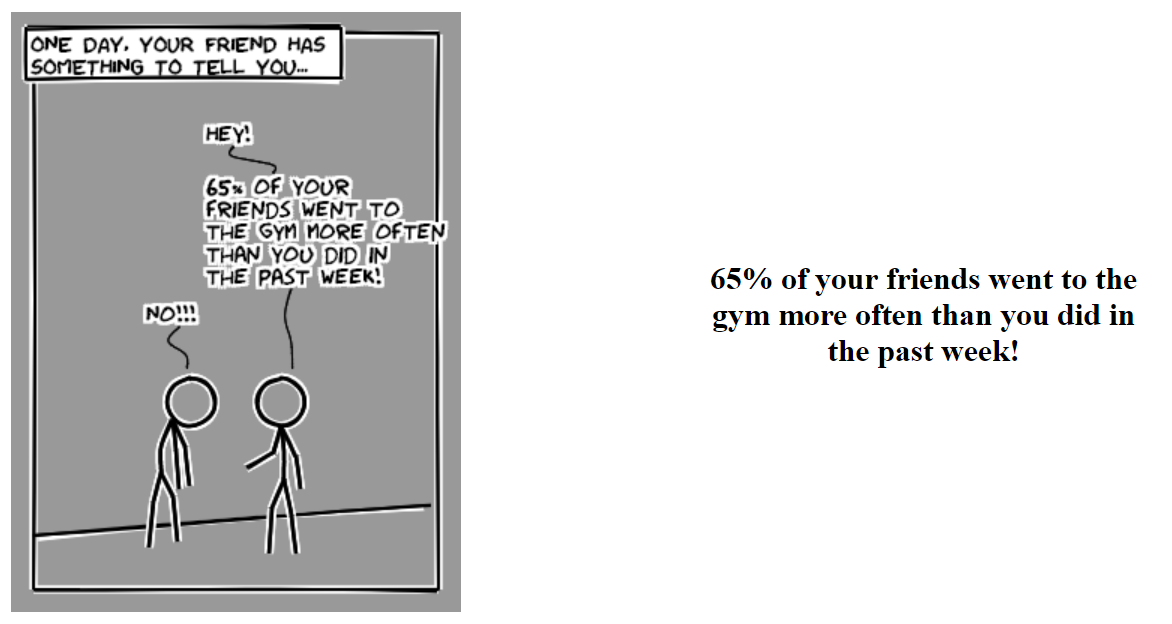 ONE DAY, YOUR FRIEND HAS
SOMETHING TO TELL YOU...
HEY!
65% OF YOUR
FRIENDS WENT TO
THE GYM MORE OFTEN
THAN YOU DID IN
THE PAST WEEK!
NO!!!
65% of your friends went to the
gym more often than you did in
the past week!